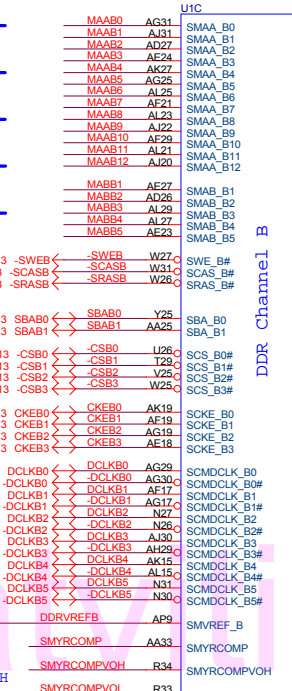 U1C
MAAB0 AG31 SMAA_B0
MAAB1 AJ31 SMAA_B1
MAAB2 AD27 SMAA_B2
MAAB3 AE24 SMAA_B3
MAAB4 AK27 SMAA_B4
MAAB5 AG25 SMAA_B5
MAAB6 AL25 SMAA_B6
MAAB7 AF21 SMAA_B7
MAAB8 AL23 SMAA_B8
MAAB9 AJ22 SMAA_B9
MAAB10 AF29 SMAA_B10
MAAB11 AL21 SMAA_B11
MAAB12 AJ20 SMAA_B12
MABB1 AE27 SMAB_B1
MABB2 AD26 SMAB_B2
MABB3 AL29 SMAB_B3
MABB4 AL27 SMAB_B4
MABB5 AE23 SMAB_B5
DDR Channel B
3 -SWEB -SWEB W27 SWE_B#
3 -SCASB -SCASB W31 SCAS_B#
3 -SRASB -SRASB W26 SRAS_B#
3 SBAB0 SBAB0 Y25 SBA_B0
3 SBAB1 SBAB1 AA25 SBA_B1
13 -CSB0 -CSB0 U26 SCS_B0#
13 -CSB1 -CSB1 T29 SCS_B1#
13 -CSB2 -CSB2 V25 SCS_B2#
13 -CSB3 -CSB3 W25 SCS_B3#
3 CKEB0 CKEB0 AK19 SCKE_B0
3 CKEB1 CKEB1 AF19 SCKE_B1
3 CKEB2 CKEB2 AG19 SCKE_B2
3 CKEB3 CKEB3 AE18 SCKE_B3
DCLKB0 DCLKB0 AG29 SCMDCLK_B0
-DCLKB0 -DCLKB0 AG30 SCMDCLK_B0#
DCLKB1 DCLKB1 AF17 SCMDCLK_B1
-DCLKB1 -DCLKB1 AG17 SCMDCLK_B1#
DCLKB2 DCLKB2 N27 SCMDCLK_B2
-DCLKB2 -DCLKB2 N26 SCMDCLK_B2#
DCLKB3 DCLKB3 AJ30 SCMDCLK_B3
-DCLKB3 -DCLKB3 AH29 SCMDCLK_B3#
DCLKB4 DCLKB4 AK15 SCMDCLK_B4
-DCLKB4 -DCLKB4 AL15 SCMDCLK_B4#
DCLKB5 DCLKB5 N31 SCMDCLK_B5
-DCLKB5 -DCLKB5 N30 SCMDCLK_B5#
DDRVREFB AP9 SMVREF_B
SMYRCOMP AA33 SMYRCOMP
SMYRCOMPVOH R34 SMYRCOMPVOH
H
SMYRCOMPVOL R33